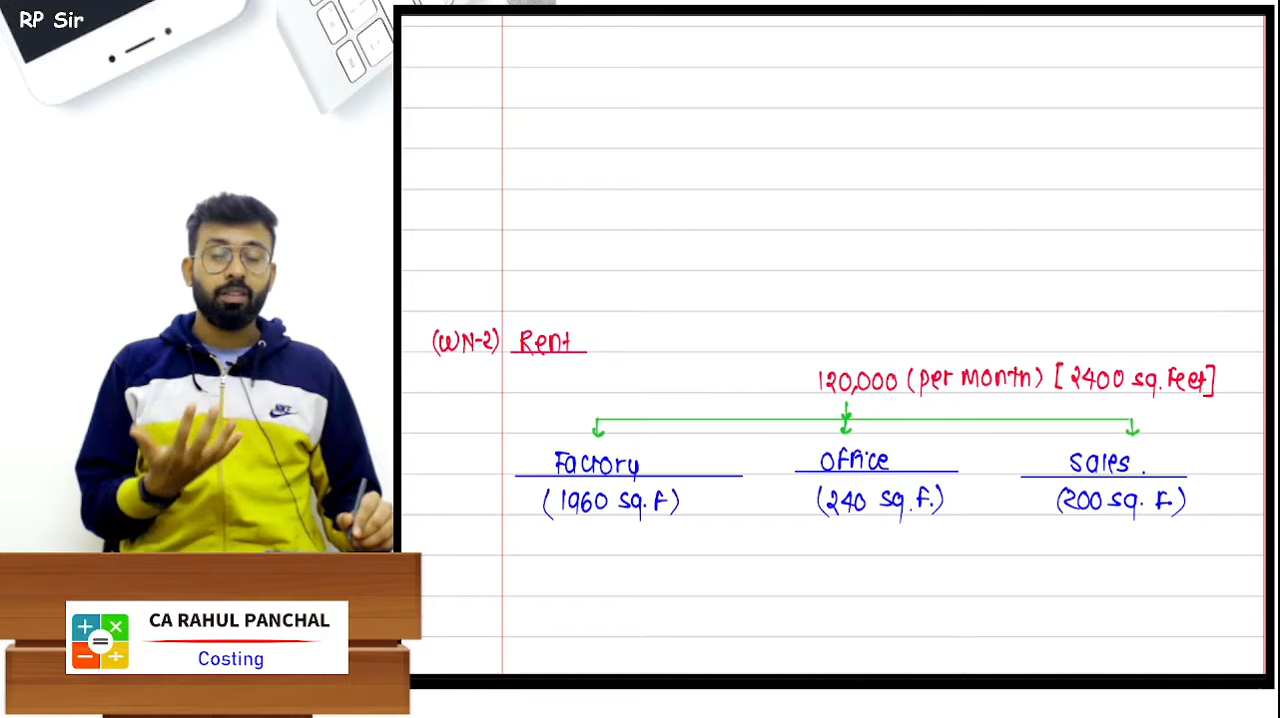 RP Sir
(WN-2) Rent
120,000 (per Month) [2400 sq. feet]
Factory Office Sales.
(1960 sq. f) (240 sq. f.) (200 sq. f)
NIKE
CA RAHUL PANCHAL
Costing